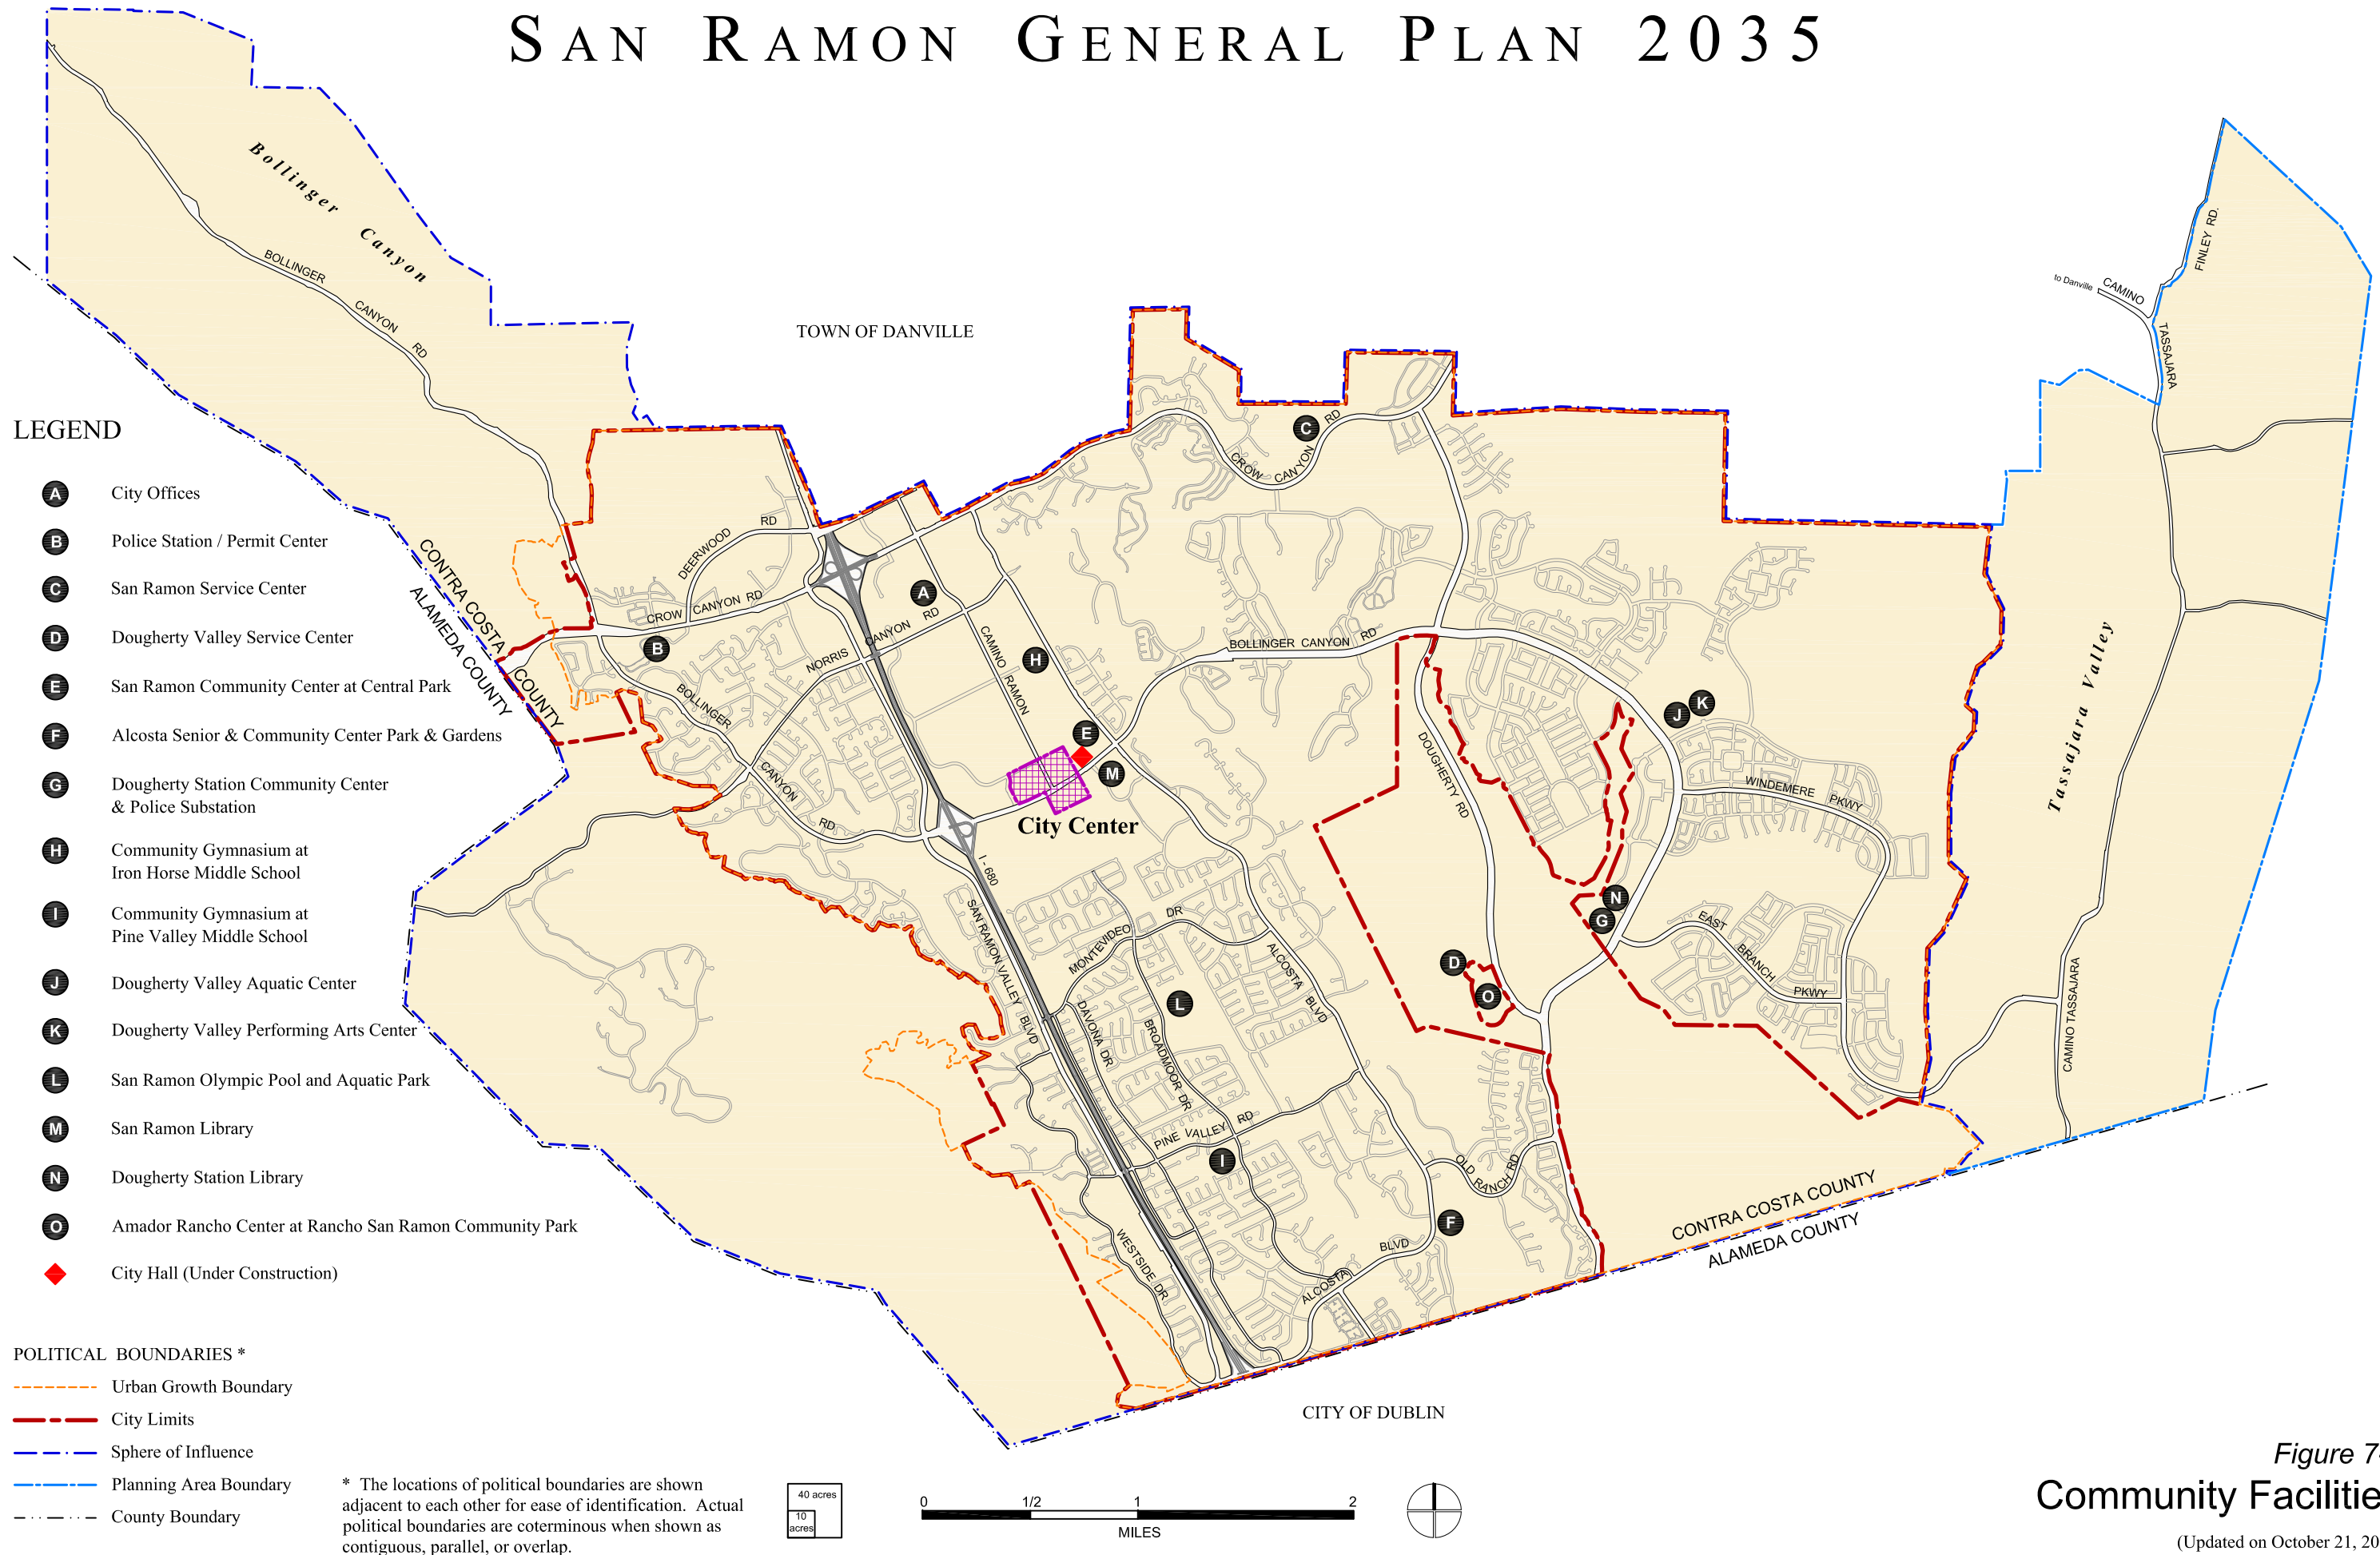 SAN RAMON GENERAL PLAN 2035
Bollinger Canyon
BOLLINGER CANYON RD
TOWN OF DANVILLE
to Danville
CAMINO TASSAJARA
FINLEY RD.
Tassajara Valley
CAMINO TASSAJARA
LEGEND
A City Offices
B Police Station / Permit Center
C San Ramon Service Center
D Dougherty Valley Service Center
E San Ramon Community Center at Central Park
F Alcosta Senior & Community Center Park & Gardens
G Dougherty Station Community Center
& Police Substation
H Community Gymnasium at
Iron Horse Middle School
I Community Gymnasium at
Pine Valley Middle School
J Dougherty Valley Aquatic Center
K Dougherty Valley Performing Arts Center
L San Ramon Olympic Pool and Aquatic Park
M San Ramon Library
N Dougherty Station Library
O Amador Rancho Center at Rancho San Ramon Community Park
City Hall (Under Construction)
POLITICAL BOUNDARIES *
Urban Growth Boundary
City Limits
Sphere of Influence
Planning Area Boundary
County Boundary
* The locations of political boundaries are shown
adjacent to each other for ease of identification. Actual
political boundaries are coterminous when shown as
contiguous, parallel, or overlap.
40 acres
10
acres
0 1/2 1 2
MILES
CONTRA COSTA COUNTY
ALAMEDA COUNTY
DEERWOOD RD
CROW CANYON RD
BOLLINGER CANYON RD
NORRIS CANYON RD
CAMINO RAMON
CROW CANYON RD
BOLLINGER CANYON RD
A
B
C
D
E
F
G
H
I
J
K
L
M
N
O
City Center
I - 680
SAN RAMON VALLEY BLVD
MONTEVIDEO DR
DAVONA DR
BROADMOOR DR
ALCOSTA BLVD
PINE VALLEY RD
OLD RANCH RD
WESTSIDE DR
ALCOSTA BLVD
DOUGHERTY RD
WINDEMERE PKWY
EAST BRANCH PKWY
CONTRA COSTA COUNTY
ALAMEDA COUNTY
CITY OF DUBLIN
Figure 7-
Community Facilitie
(Updated on October 21, 20